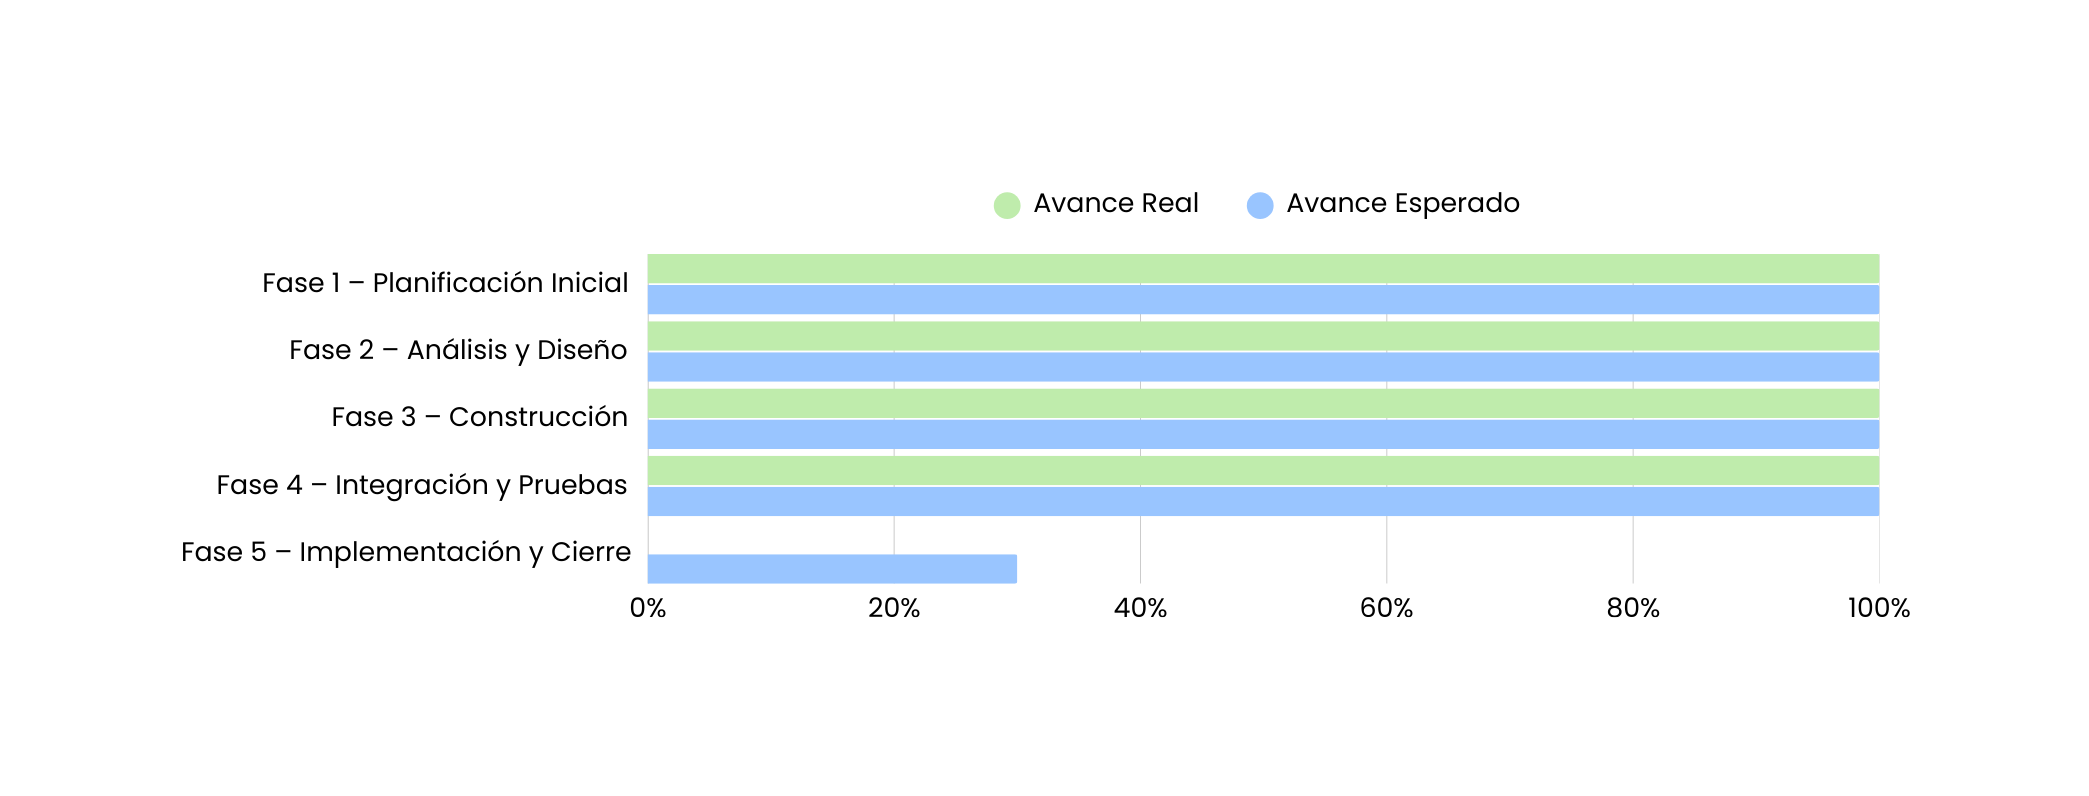 Avance Real
Avance Esperado
Fase 1 – Planificación Inicial
Fase 2 – Análisis y Diseño
Fase 3 – Construcción
Fase 4 – Integración y Pruebas
Fase 5 – Implementación y Cierre
0%
20%
40%
60%
80%
100%